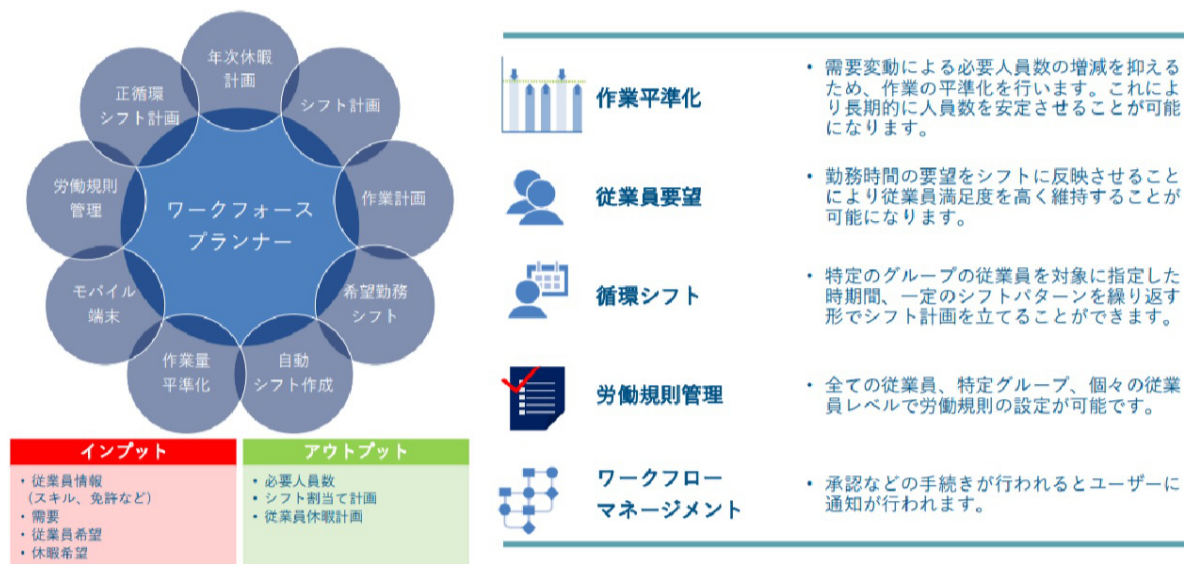 年次休暇
計画
シフト計画
作業計画
希望勤務
シフト
自動
シフト作成
作業量
平準化
モバイル
端末
労働規則
管理
正循環
シフト計画
ワークフォース
プランナー
インプット
・従業員情報
（スキル、免許など）
・需要
・従業員希望
・休暇希望
アウトプット
・必要人員数
・シフト割当て計画
・従業員休暇計画
作業平準化
・需要変動による必要人員数の増減を抑える
ため、作業の平準化を行います。これによ
り長期的に人員数を安定させることが可能
になります。
従業員要望
・勤務時間の要望をシフトに反映させること
により従業員満足度を高く維持することが
可能になります。
循環シフト
・特定のグループの従業員を対象に指定した
時期間、一定のシフトパターンを繰り返す
形でシフト計画を立てることができます。
労働規則管理
・全ての従業員、特定グループ、個々の従業
員レベルで労働規則の設定が可能です。
ワークフロー
マネージメント
・承認などの手続きが行われるとユーザーに
通知が行われます。